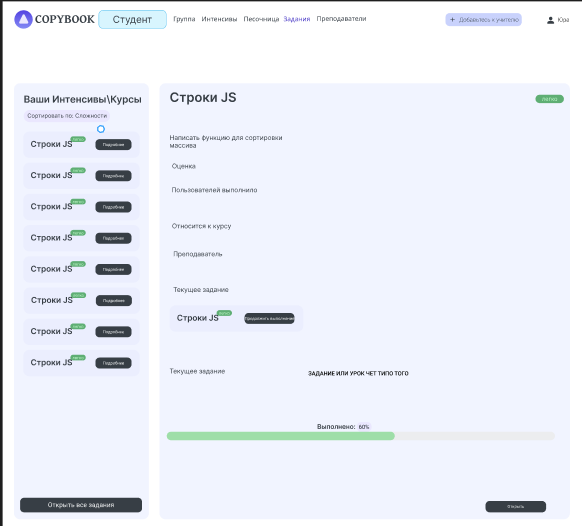 COPYBOOK
Студент
Группа Интенсивы Песочница Задания Преподаватели
+ Добавьтесь к учителю
Юра
Ваши Интенсивы\Курсы
Сортировать по: Сложности
Строки JS легко Подробнее
Строки JS легко Подробнее
Строки JS легко Подробнее
Строки JS легко Подробнее
Строки JS легко Подробнее
Строки JS легко Подробнее
Строки JS легко Подробнее
Строки JS легко Подробнее
Открыть все задания
Строки JS
легко
Написать функцию для сортировки
массива
Оценка
Пользователей выполнило
Относится к курсу
Преподаватель
Текущее задание
Строки JS легко Продолжить выполнение
Текущее задание
ЗАДАНИЕ ИЛИ УРОК ЧЕТ ТИПО ТОГО
Выполнено: 60%
Открыть